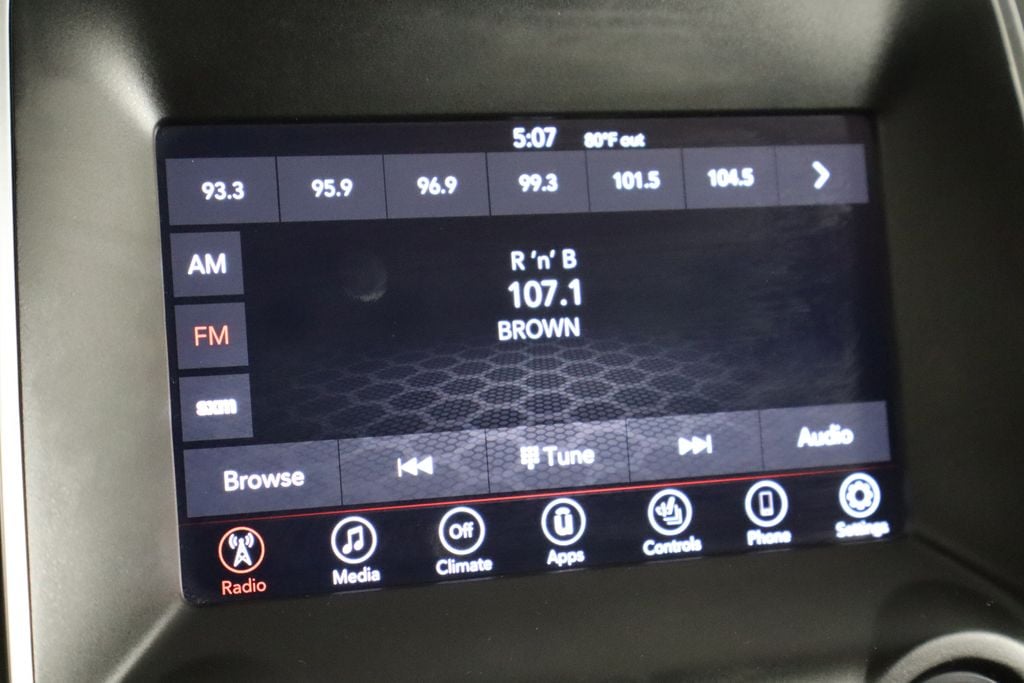 5:07 80°F out
93.3 95.9 96.9 99.3 101.5 104.5
AM
R 'n' B
107.1
FM
BROWN
sxm
Browse Tune Audio
Off
Radio Media Climate Apps Controls Phone Settings